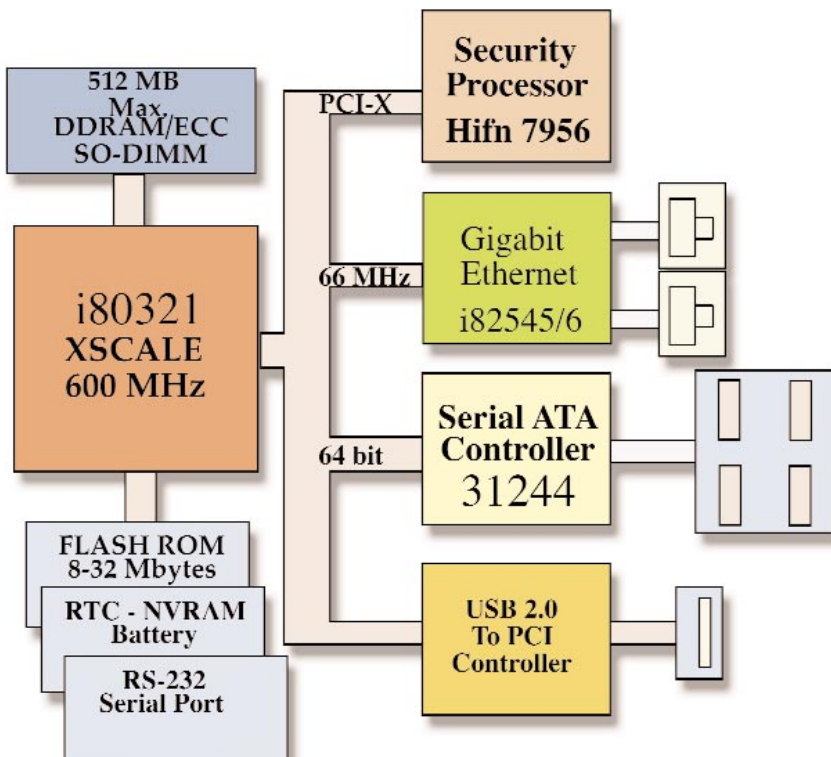 512 MB
Max.
DDRAM/ECC
SO-DIMM
i80321
XSCALE
600 MHz
FLASH ROM
8-32 Mbytes
RTC - NVRAM
Battery
RS-232
Serial Port
PCI-X
66 MHz
64 bit
Security
Processor
Hifn 7956
Gigabit
Ethernet
i82545/6
Serial ATA
Controller
31244
USB 2.0
To PCI
Controller